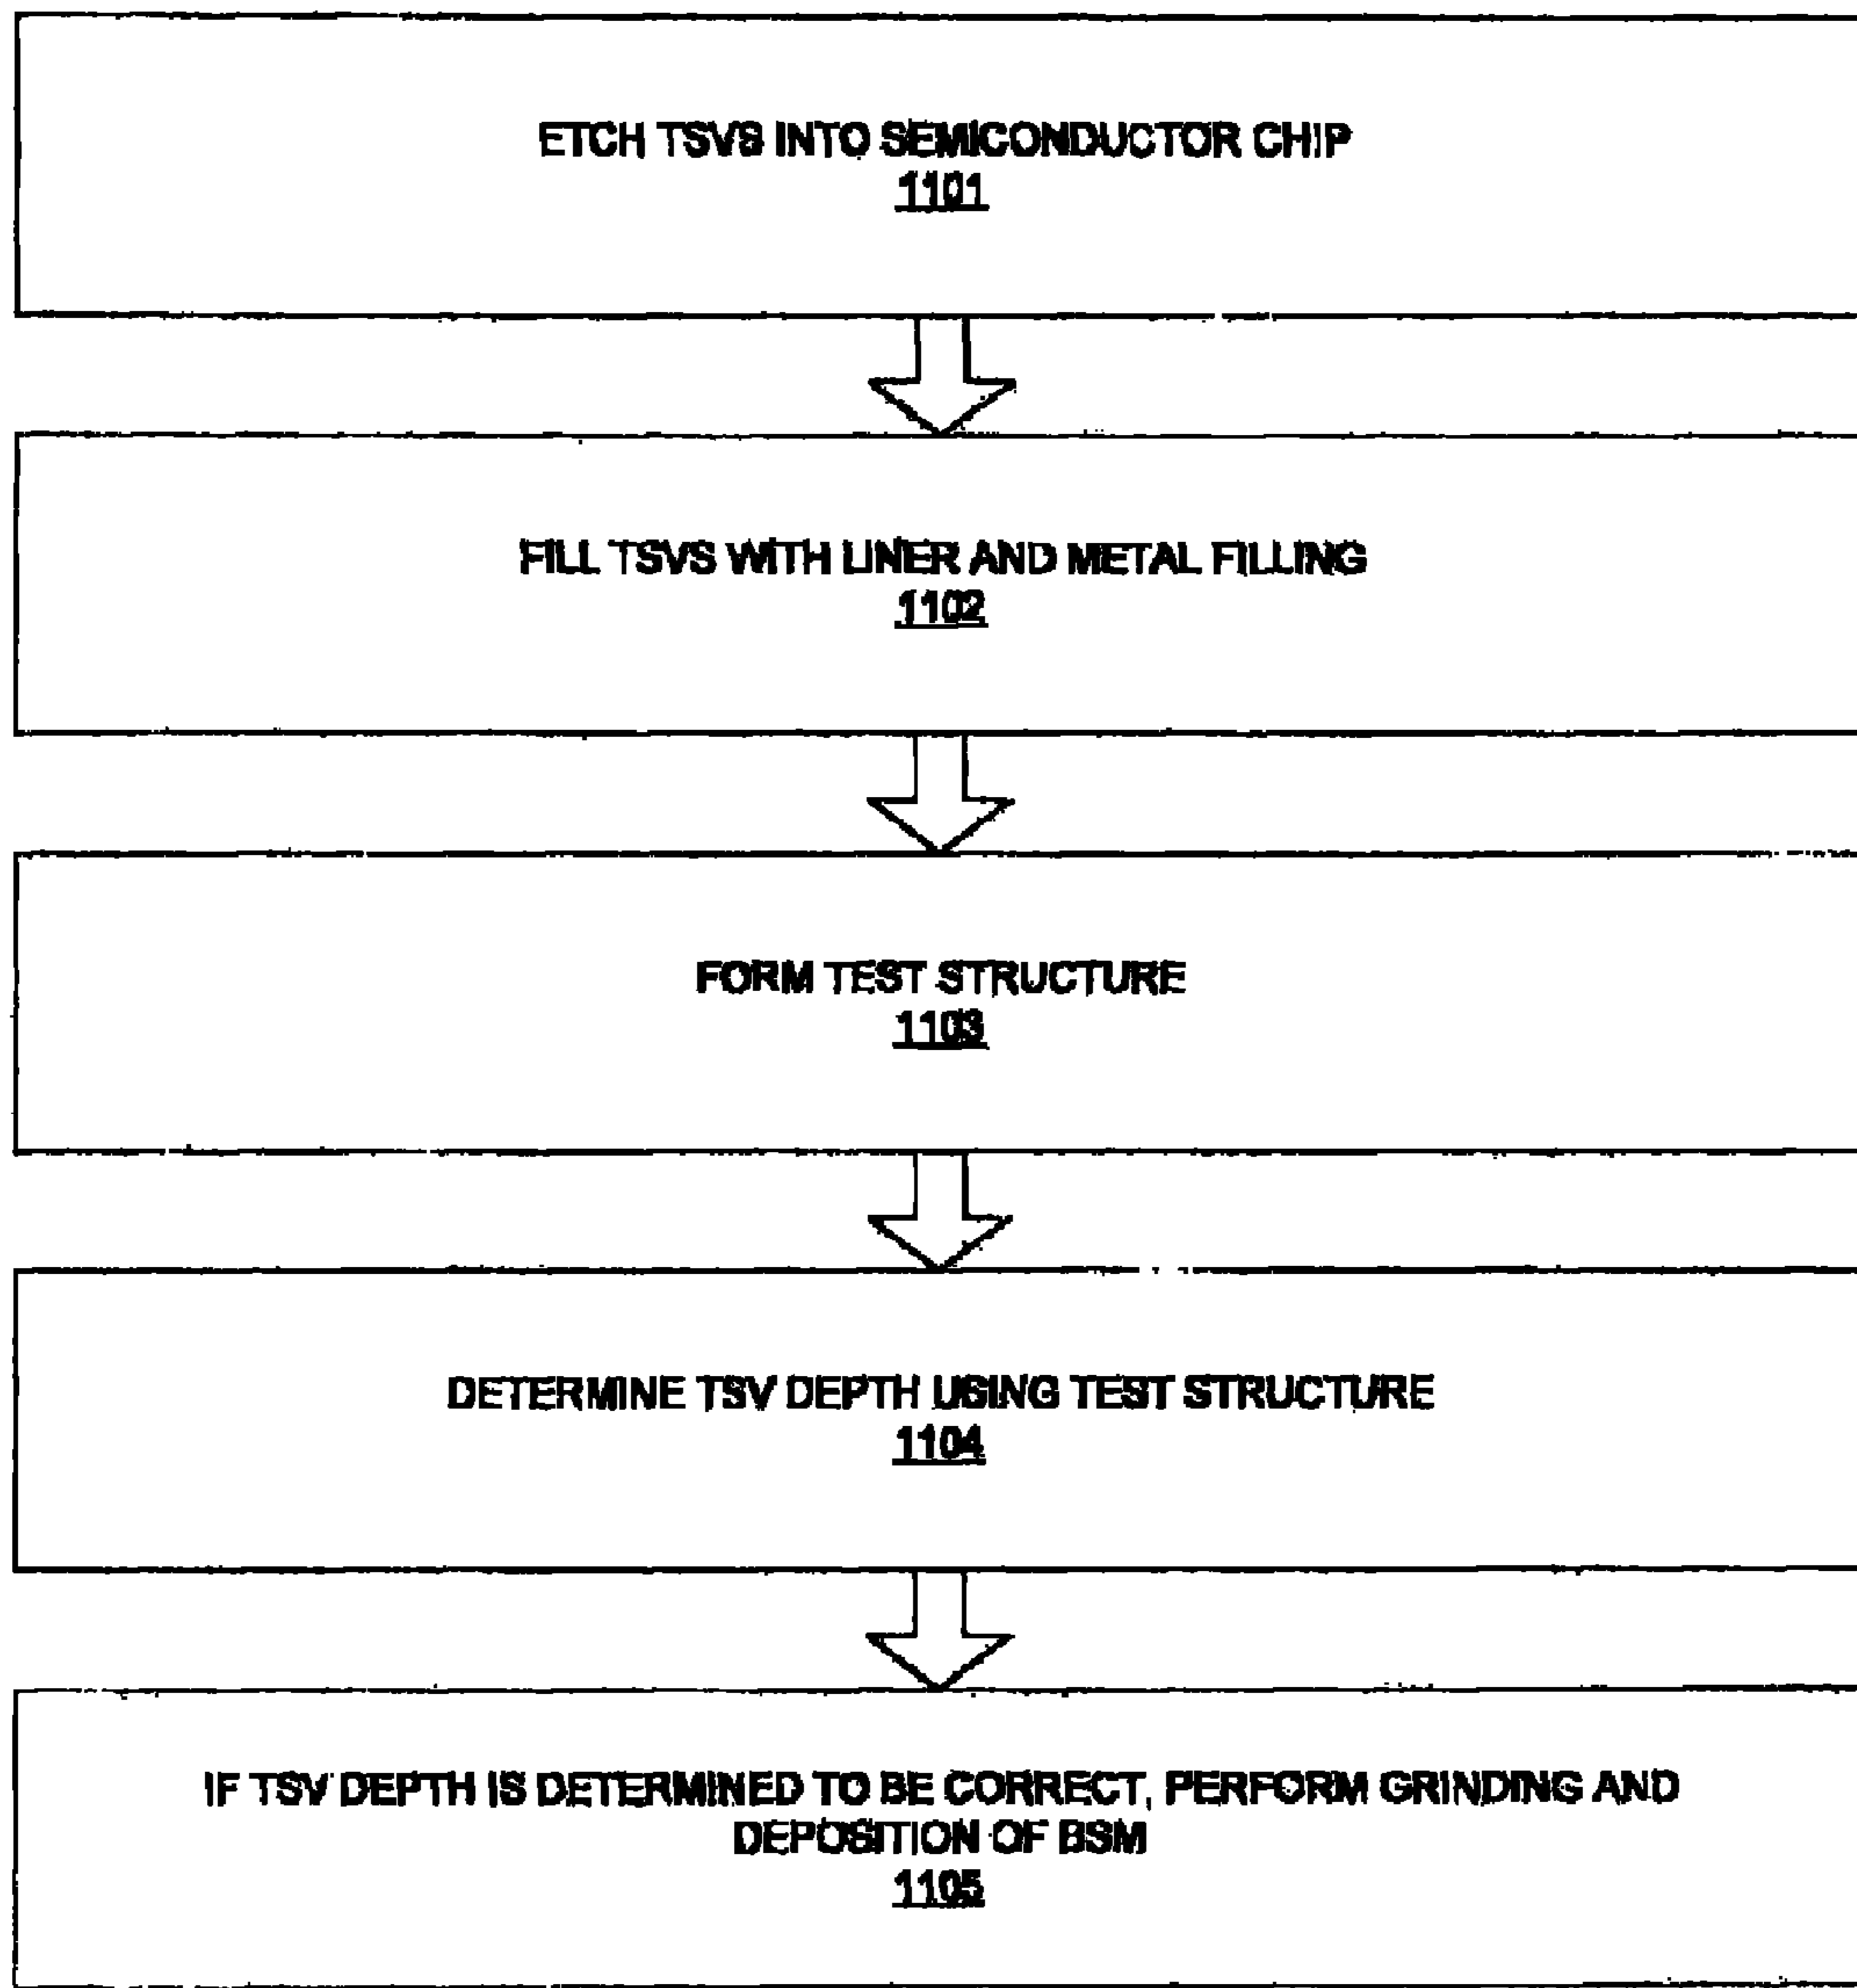 ETCH TSVS INTO SEMICONDUCTOR CHIP
1101
FILL TSVS WITH LINER AND METAL FILLING
1102
FORM TEST STRUCTURE
1103
DETERMINE TSV DEPTH USING TEST STRUCTURE
1104
IF TSV DEPTH IS DETERMINED TO BE CORRECT, PERFORM GRINDING AND
DEPOSITION OF BSM
1105